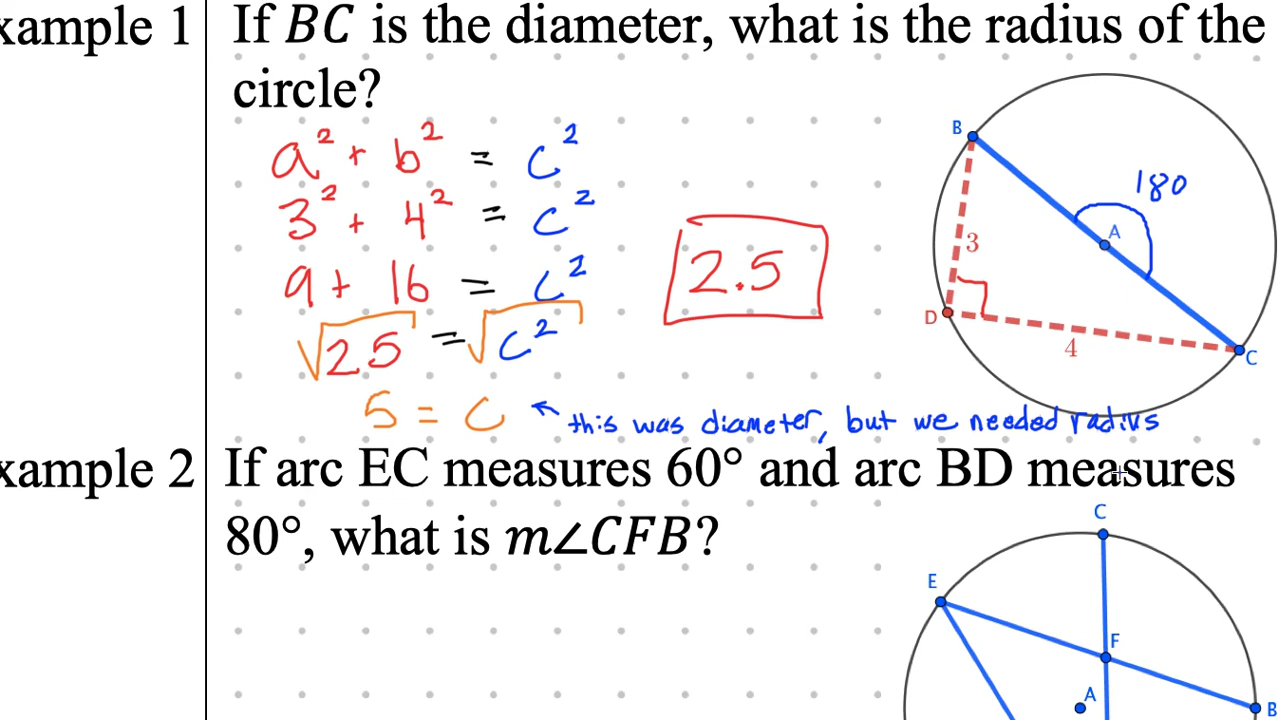 xample 1
If BC is the diameter, what is the radius of the
circle?
a² + b² = c²
3² + 4² = c²
9 + 16 = c²
√25 = √c²
5 = c ← this was diameter, but we needed radius
2.5
B
180
A
3
D
4
C
xample 2
If arc EC measures 60° and arc BD measures
80°, what is m∠CFB?
C
E
F
A
B